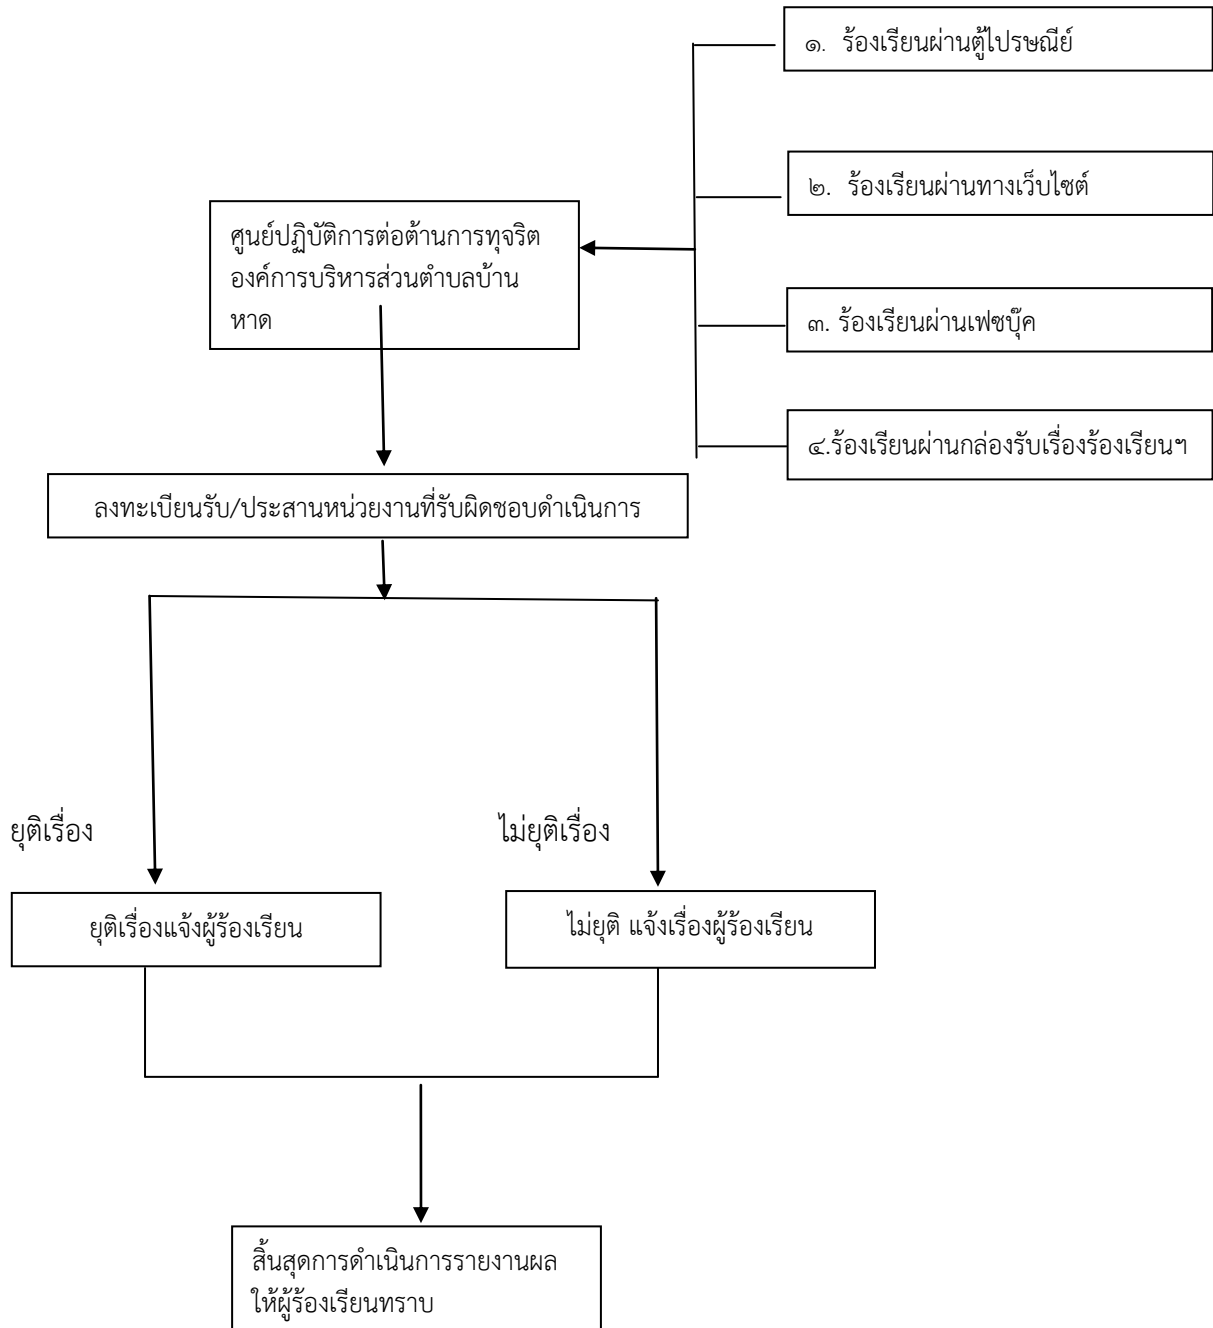 ๑.  ร้องเรียนผ่านตู้ไปรษณีย์
๒.  ร้องเรียนผ่านทางเว็บไซต์
ศูนย์ปฏิบัติการต่อต้านการทุจริต
องค์การบริหารส่วนตำบลบ้าน
หาด
๓. ร้องเรียนผ่านเฟซบุ๊ค
๔.ร้องเรียนผ่านกล่องรับเรื่องร้องเรียนฯ
ลงทะเบียนรับ/ประสานหน่วยงานที่รับผิดชอบดำเนินการ
ยุติเรื่อง
ไม่ยุติเรื่อง
ยุติเรื่องแจ้งผู้ร้องเรียน
ไม่ยุติ แจ้งเรื่องผู้ร้องเรียน
สิ้นสุดการดำเนินการรายงานผล
ให้ผู้ร้องเรียนทราบ